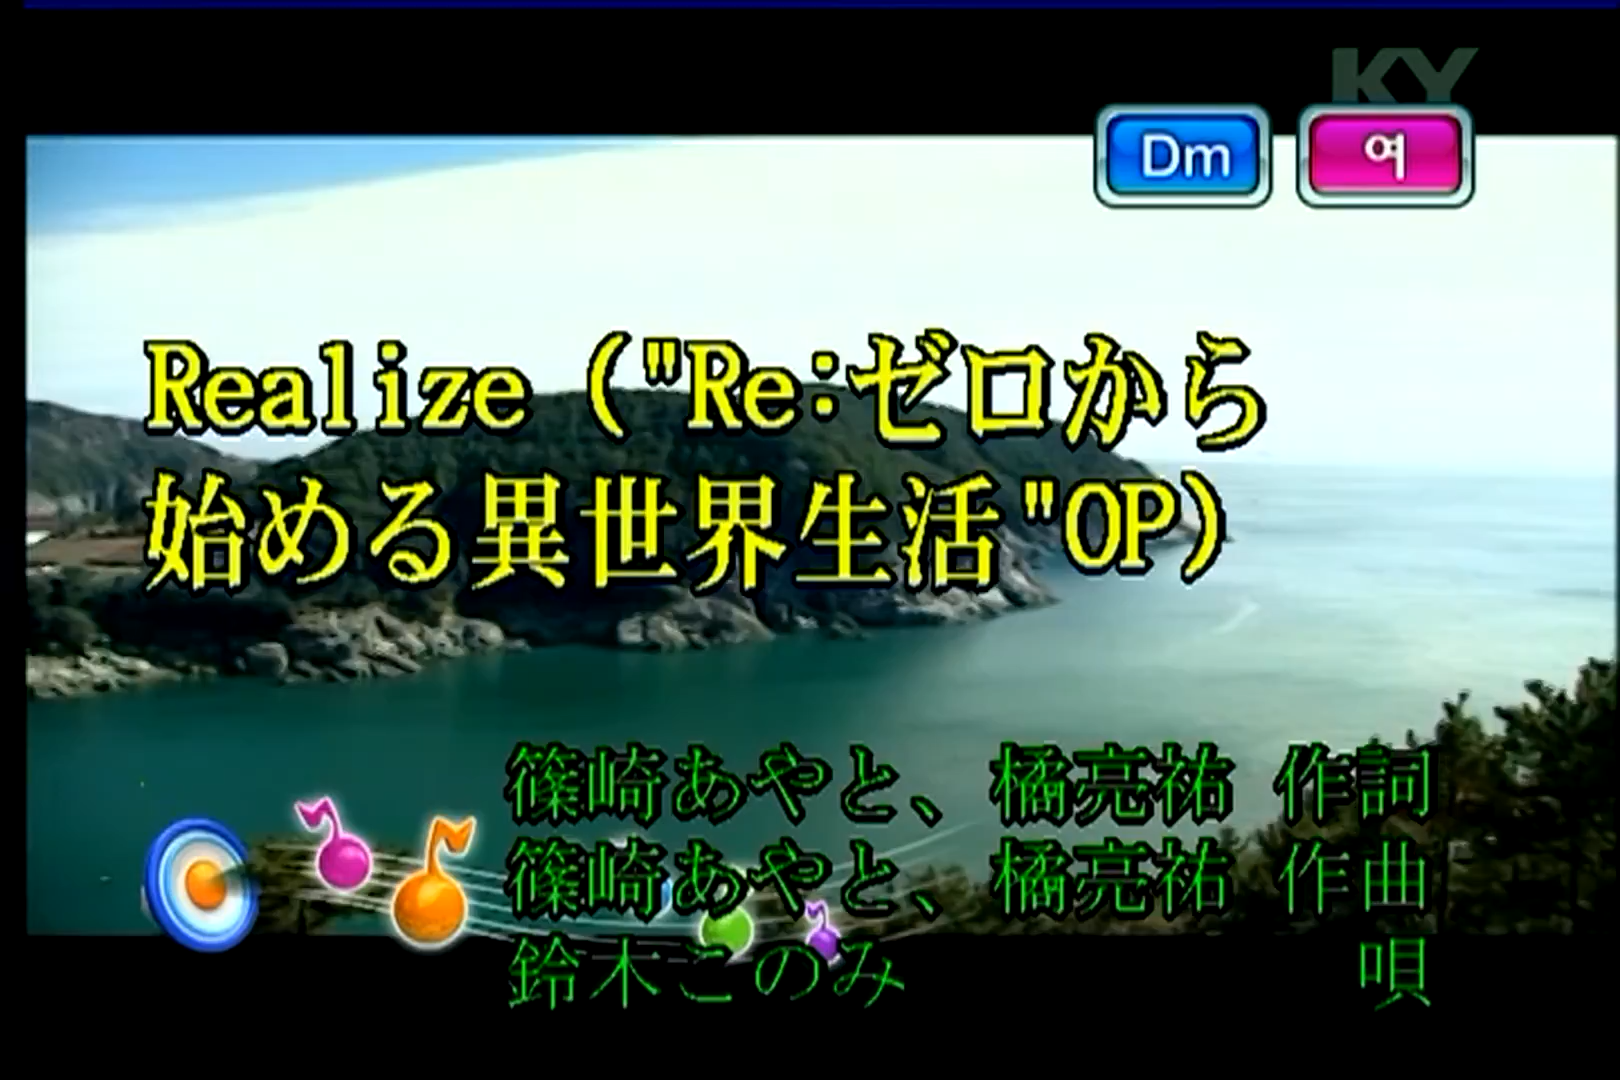 KY
Dm 여
Realize ("Re:ゼロから
始める異世界生活"OP)
篠崎あやと、橘亮祐 作詞
篠崎あやと、橘亮祐 作曲
鈴木このみ 唄